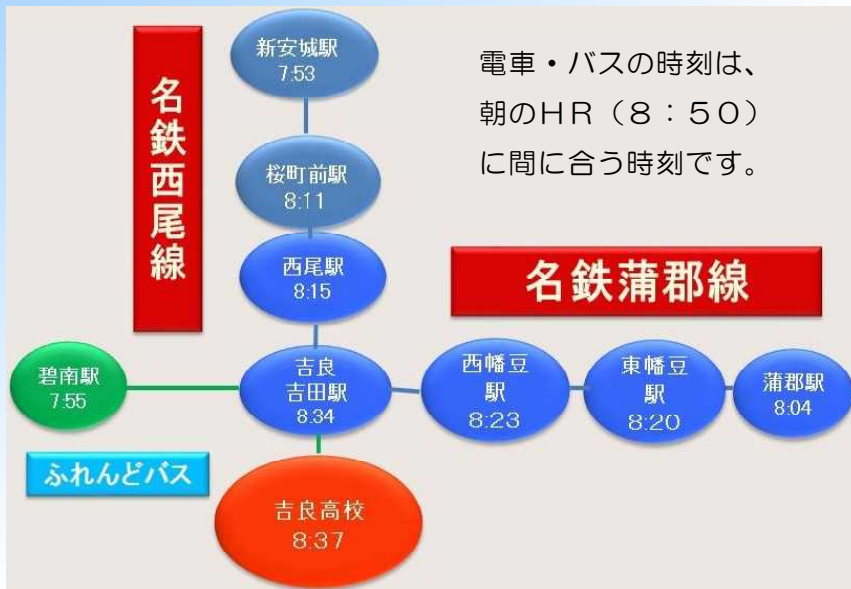 電車・バスの時刻は、
朝のHR（8：50）
に間に合う時刻です。
名鉄西尾線
新安城駅
7:53
桜町前駅
8:11
西尾駅
8:15
名鉄蒲郡線
碧南駅
7:55
吉良
吉田駅
8:34
西幡豆
駅
8:23
東幡豆
駅
8:20
蒲郡駅
8:04
ふれんどバス
吉良高校
8:37